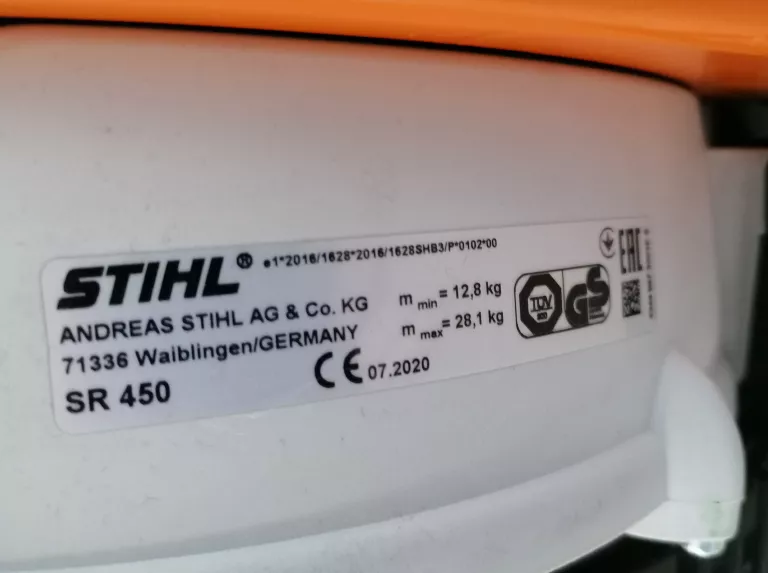 STIHL® e1*2016/1628*2016/1628SHB3/P*0102*00
ANDREAS STIHL AG & Co. KG
71336 Waiblingen/GERMANY
SR 450
CE 07.2020
m min = 12,8 kg
m max = 28,1 kg
TÜV
GS
EAC